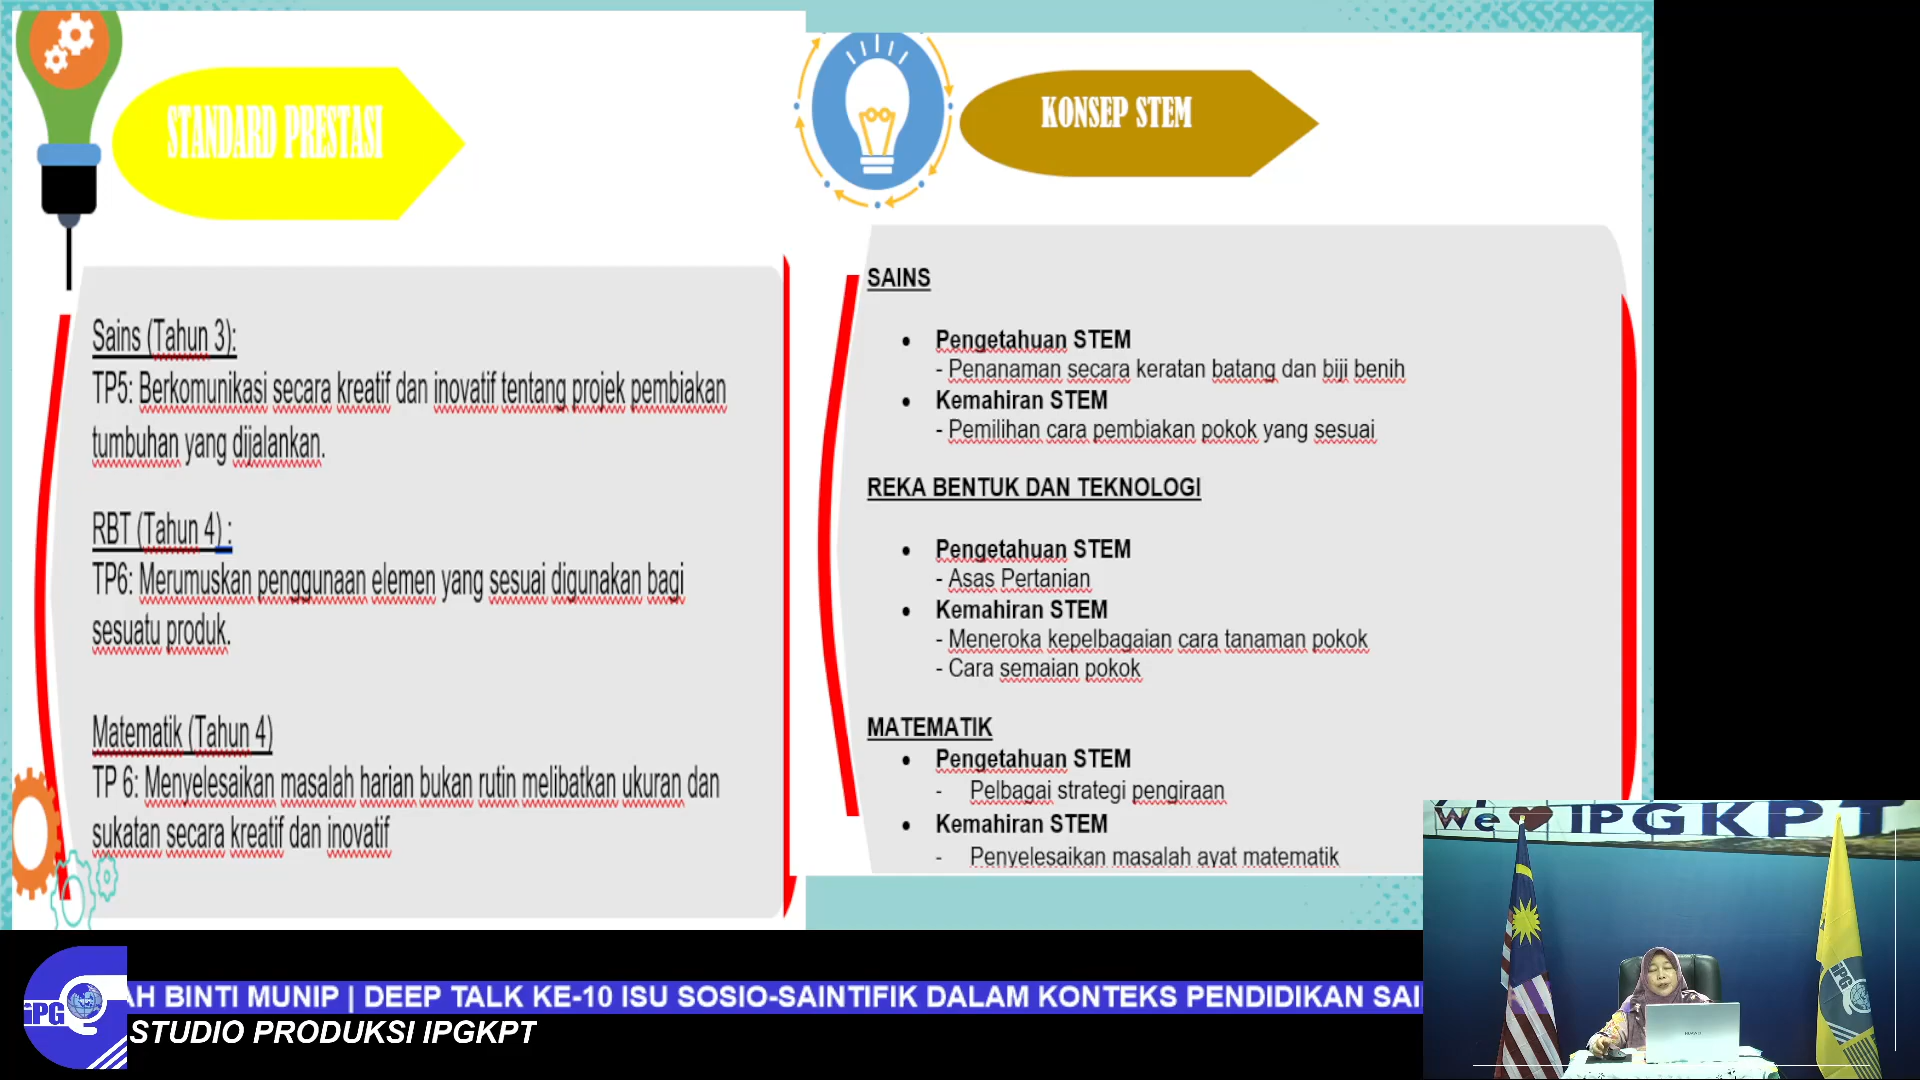 STANDARD PRESTASI
Sains (Tahun 3):
TP5: Berkomunikasi secara kreatif dan inovatif tentang projek pembiakan
tumbuhan yang dijalankan.
RBT (Tahun 4) :
TP6: Merumuskan penggunaan elemen yang sesuai digunakan bagi
sesuatu produk.
Matematik (Tahun 4)
TP 6: Menyelesaikan masalah harian bukan rutin melibatkan ukuran dan
sukatan secara kreatif dan inovatif
KONSEP STEM
SAINS
• Pengetahuan STEM
- Penanaman secara keratan batang dan biji benih
• Kemahiran STEM
- Pemilihan cara pembiakan pokok yang sesuai
REKA BENTUK DAN TEKNOLOGI
• Pengetahuan STEM
- Asas Pertanian
• Kemahiran STEM
- Meneroka kepelbagaian cara tanaman pokok
- Cara semaian pokok
MATEMATIK
• Pengetahuan STEM
- Pelbagai strategi pengiraan
• Kemahiran STEM
- Penyelesaikan masalah ayat matematik
We IPGKPT
IPG
HUAWEI
iPG
AH BINTI MUNIP | DEEP TALK KE-10 ISU SOSIO-SAINTIFIK DALAM KONTEKS PENDIDIKAN SAI
STUDIO PRODUKSI IPGKPT